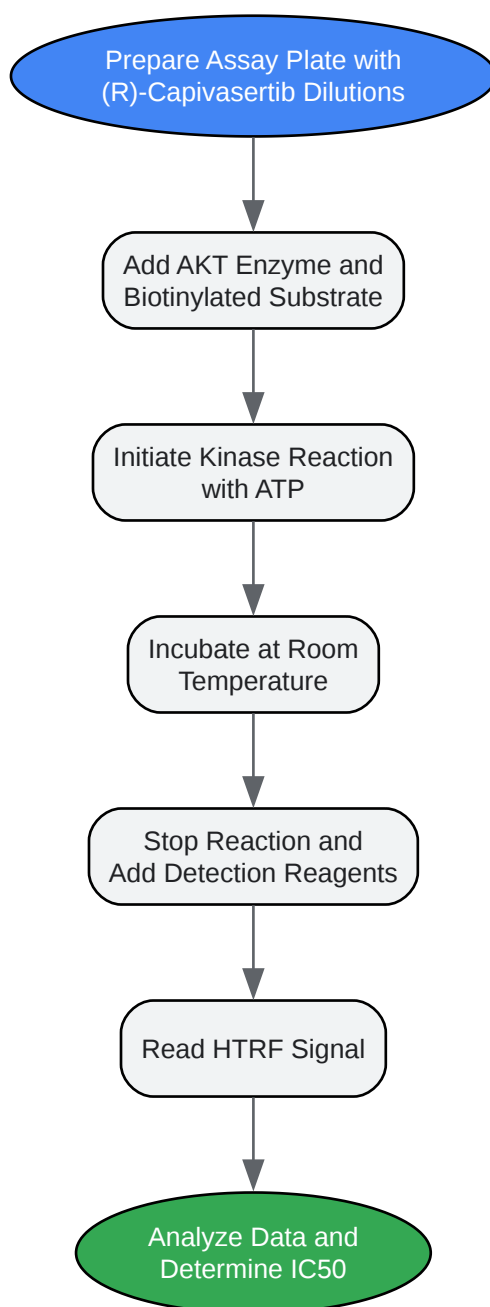 Prepare Assay Plate with
(R)-Capivasertib Dilutions
Add AKT Enzyme and
Biotinylated Substrate
Initiate Kinase Reaction
with ATP
Incubate at Room
Temperature
Stop Reaction and
Add Detection Reagents
Read HTRF Signal
Analyze Data and
Determine IC50